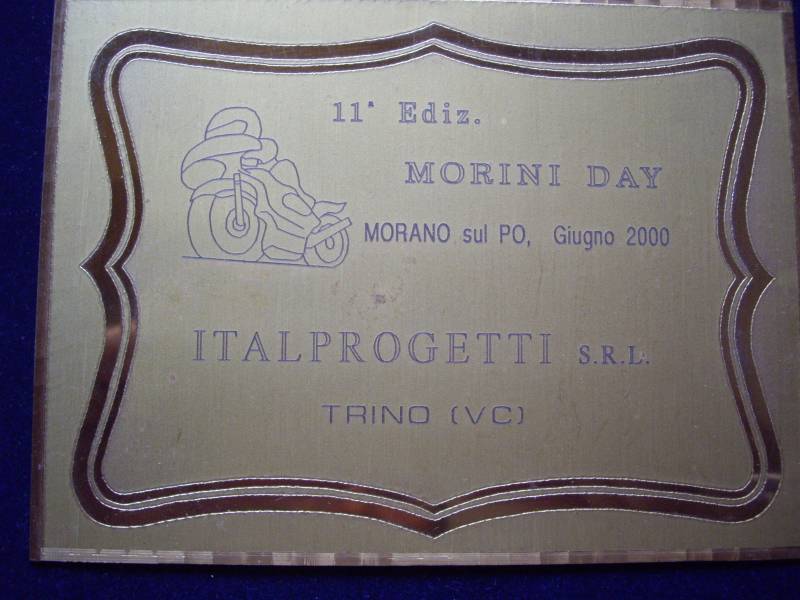 11ª Ediz.
MORINI DAY
MORANO sul PO, Giugno 2000
ITALPROGETTI S.R.L.
TRINO (VC)